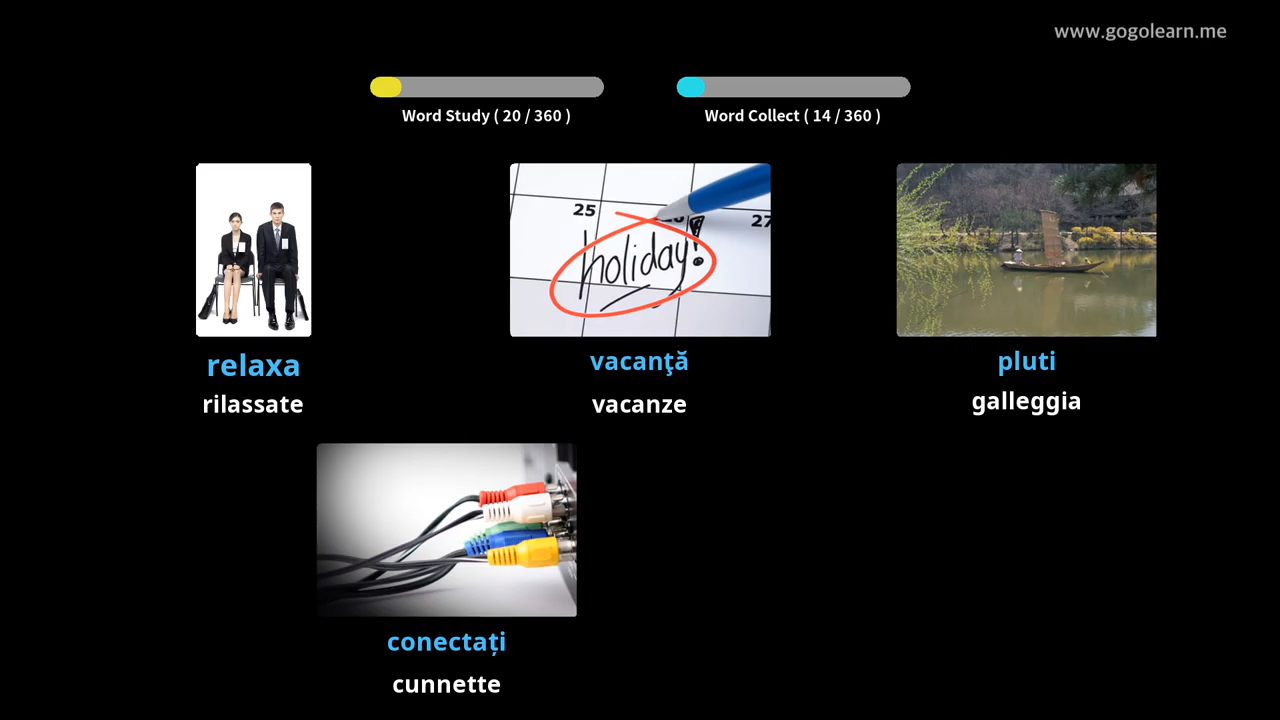 www.gogolearn.me
Word Study ( 20 / 360 )
Word Collect ( 14 / 360 )
25
27
holiday!
relaxa
rilassate
vacanţă
vacanze
pluti
galleggia
conectați
cunnette